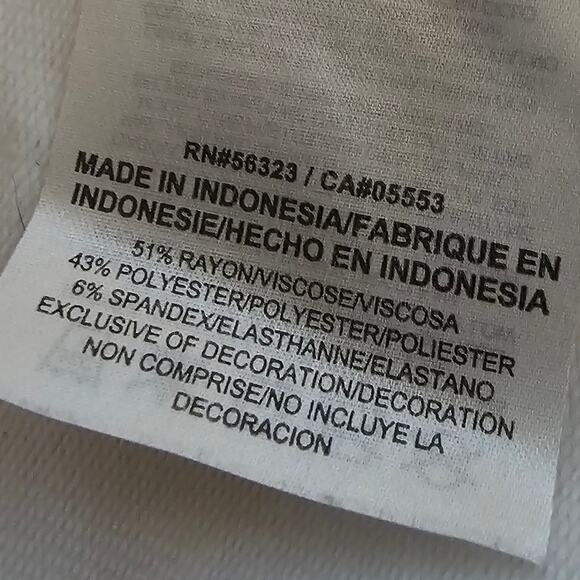 RN#56323 / CA#05553
MADE IN INDONESIA/FABRIQUE EN
INDONESIE/HECHO EN INDONESIA
51% RAYON/VISCOSE/VISCOSA
43% POLYESTER/POLYESTER/POLIESTER
6% SPANDEX/ELASTHANNE/ELASTANO
EXCLUSIVE OF DECORATION/DECORATION
NON COMPRISE/NO INCLUYE LA
DECORACION